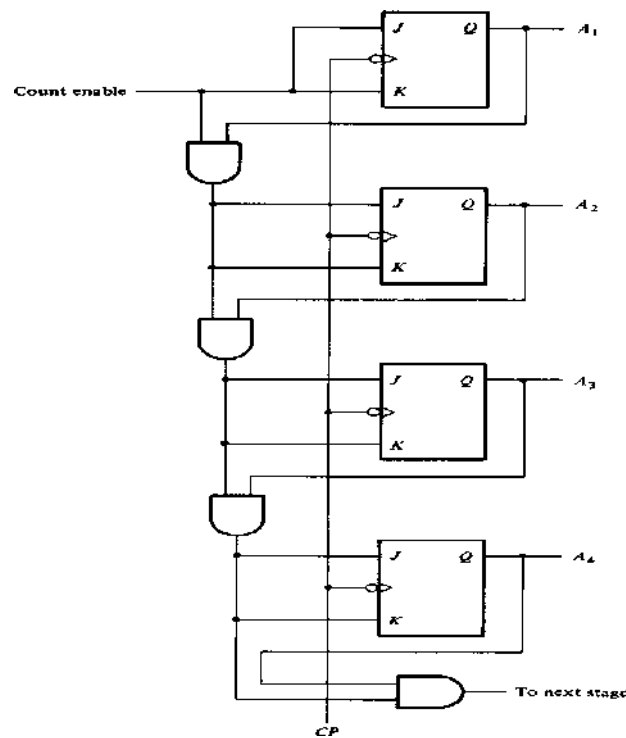 J Q A1
Count enable
K
J Q A2
K
J Q A3
K
J Q A4
K
To next stage
CP